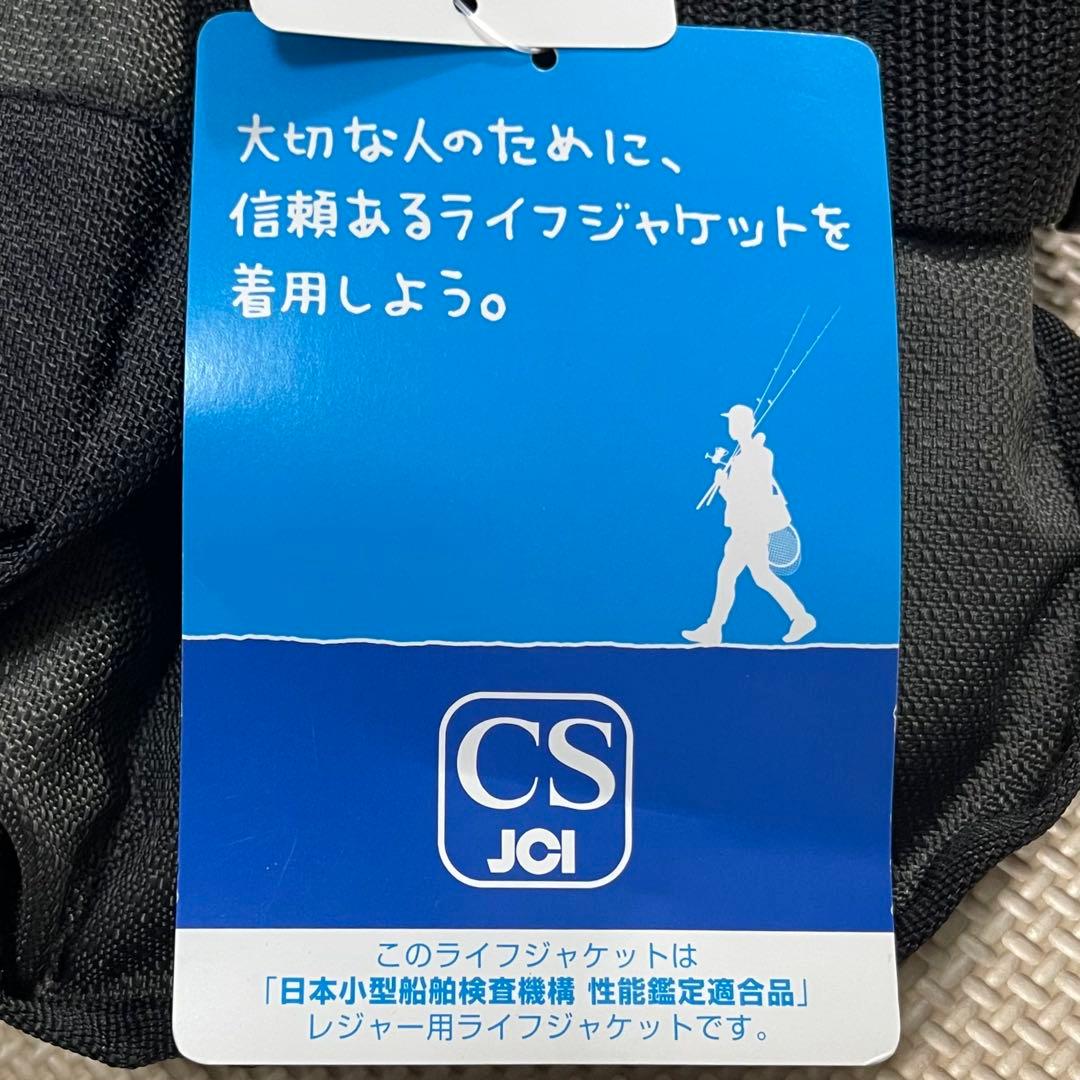 大切な人のために、
信頼あるライフジャケットを
着用しよう。
CS
JCI
このライフジャケットは
「日本小型船舶検査機構 性能鑑定適合品」
レジャー用ライフジャケットです。